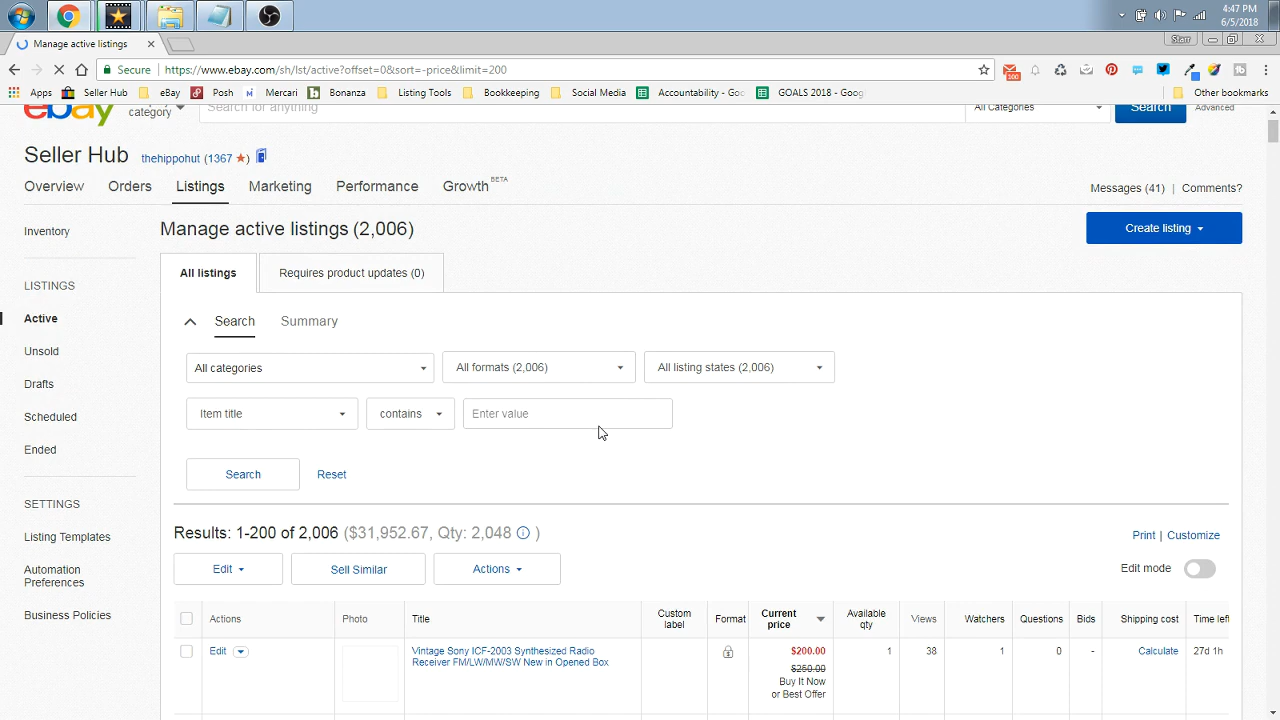 4:47 PM
6/5/2018
Manage active listings
Starr
Secure
https://www.ebay.com/sh/lst/active?offset=0&sort=-price&limit=200
100
Apps
Seller Hub
eBay
Posh
Mercari
Bonanza
Listing Tools
Bookkeeping
Social Media
Accountability - Goo
GOALS 2018 - Goog
Other bookmarks
ebay
category
Search for anything
All Categories
Search
Advanced
Seller Hub
thehippohut (1367 ★)
Overview
Orders
Listings
Marketing
Performance
Growth BETA
Messages (41) | Comments?
Inventory
Manage active listings (2,006)
Create listing
All listings
Requires product updates (0)
LISTINGS
Active
Unsold
Drafts
Scheduled
Ended
SETTINGS
Listing Templates
Automation
Preferences
Business Policies
Search
Summary
All categories
All formats (2,006)
All listing states (2,006)
Item title
contains
Enter value
Search
Reset
Results: 1-200 of 2,006 ($31,952.67, Qty: 2,048 )
Print | Customize
Edit
Sell Similar
Actions
Edit mode
Actions
Photo
Title
Custom
label
Format
Current
price
Available
qty
Views
Watchers
Questions
Bids
Shipping cost
Time left
Edit
Vintage Sony ICF-2003 Synthesized Radio
Receiver FM/LW/MW/SW New in Opened Box
$200.00
$250.00
Buy It Now
or Best Offer
1
38
1
0
-
Calculate
27d 1h